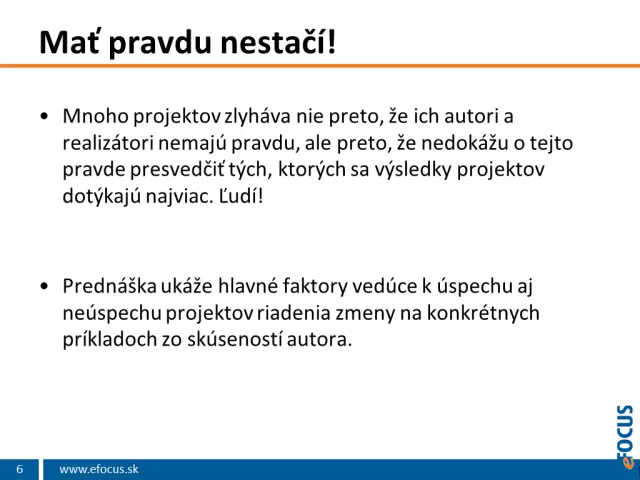 Mať pravdu nestačí!
• Mnoho projektov zlyháva nie preto, že ich autori a
realizátori nemajú pravdu, ale preto, že nedokážu o tejto
pravde presvedčiť tých, ktorých sa výsledky projektov
dotýkajú najviac. Ľudí!
• Prednáška ukáže hlavné faktory vedúce k úspechu aj
neúspechu projektov riadenia zmeny na konkrétnych
príkladoch zo skúseností autora.
eFOCUS
6
www.efocus.sk